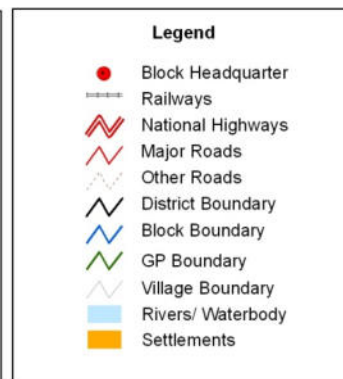 Legend
Block Headquarter
Railways
National Highways
Major Roads
Other Roads
District Boundary
Block Boundary
GP Boundary
Village Boundary
Rivers/ Waterbody
Settlements